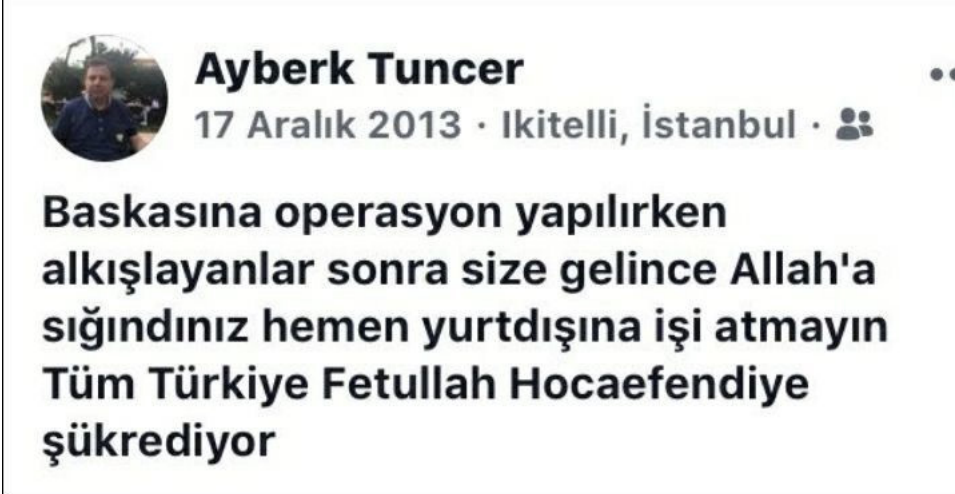 Ayberk Tuncer
17 Aralık 2013 · Ikitelli, İstanbul ·
Baskasına operasyon yapılırken
alkışlayanlar sonra size gelince Allah'a
sığındınız hemen yurtdışına işi atmayın
Tüm Türkiye Fetullah Hocaefendiye
şükrediyor